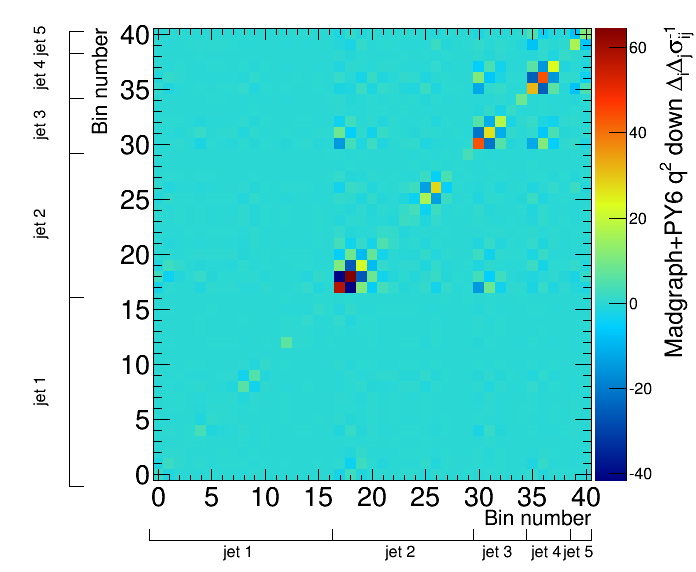 40
35
30
25
20
15
10
5
0
0 5 10 15 20 25 30 35 40
Bin number
Bin number
jet 1
jet 2
jet 3
jet 4
jet 5
jet 1
jet 2
jet 3
jet 4
jet 5
60
40
20
0
-20
-40
Madgraph+PY6 q² down ΔᵢΔⱼσᵢⱼ⁻¹